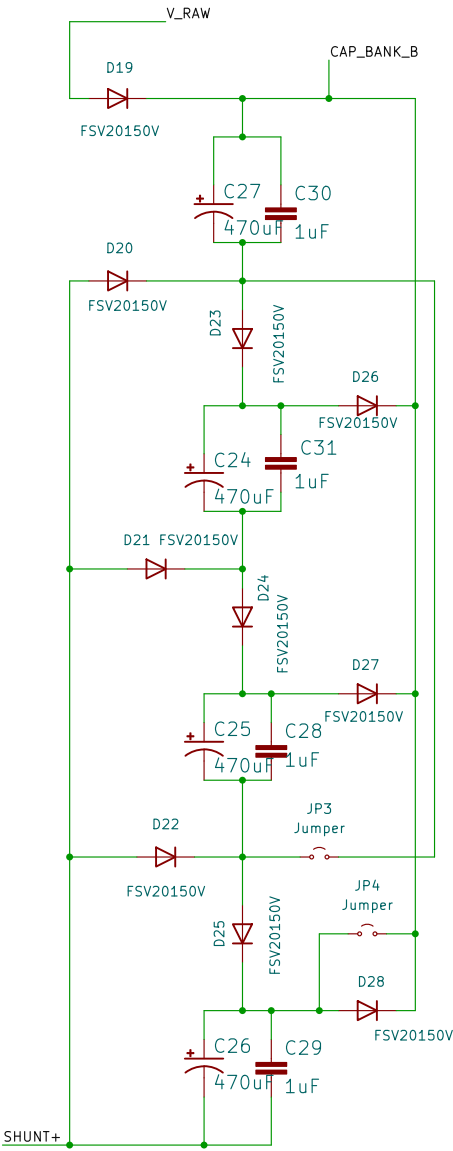 V_RAW
CAP_BANK_B
D19
FSV20150V
C27
C30
470uF
1uF
D20
FSV20150V
D23
FSV20150V
D26
FSV20150V
C24
C31
470uF
1uF
D21 FSV20150V
D24
FSV20150V
D27
FSV20150V
C25
C28
470uF
1uF
JP3
Jumper
D22
FSV20150V
JP4
Jumper
D25
FSV20150V
D28
FSV20150V
C26
C29
470uF
1uF
SHUNT+